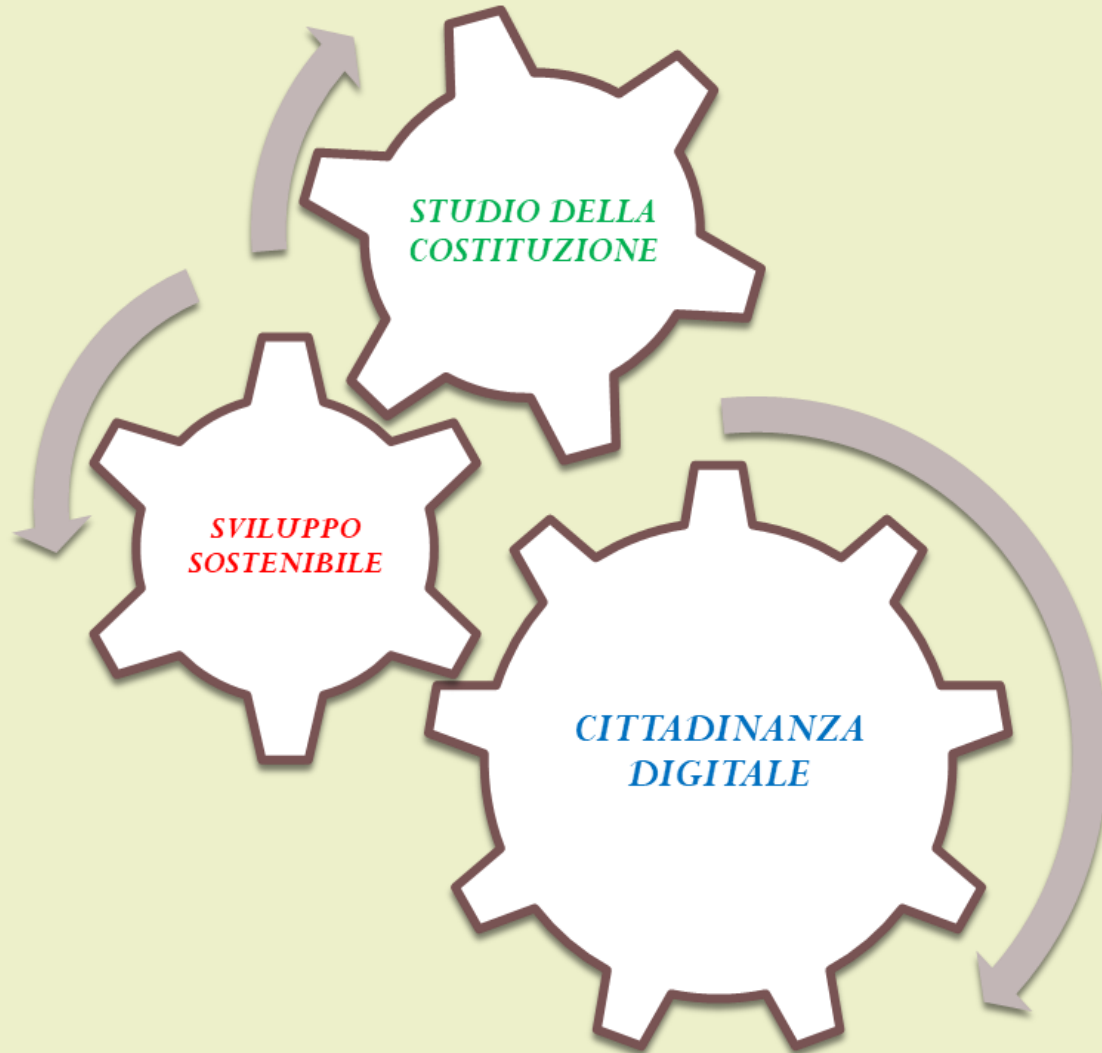 STUDIO DELLA
COSTITUZIONE
SVILUPPO
SOSTENIBILE
CITTADINANZA
DIGITALE